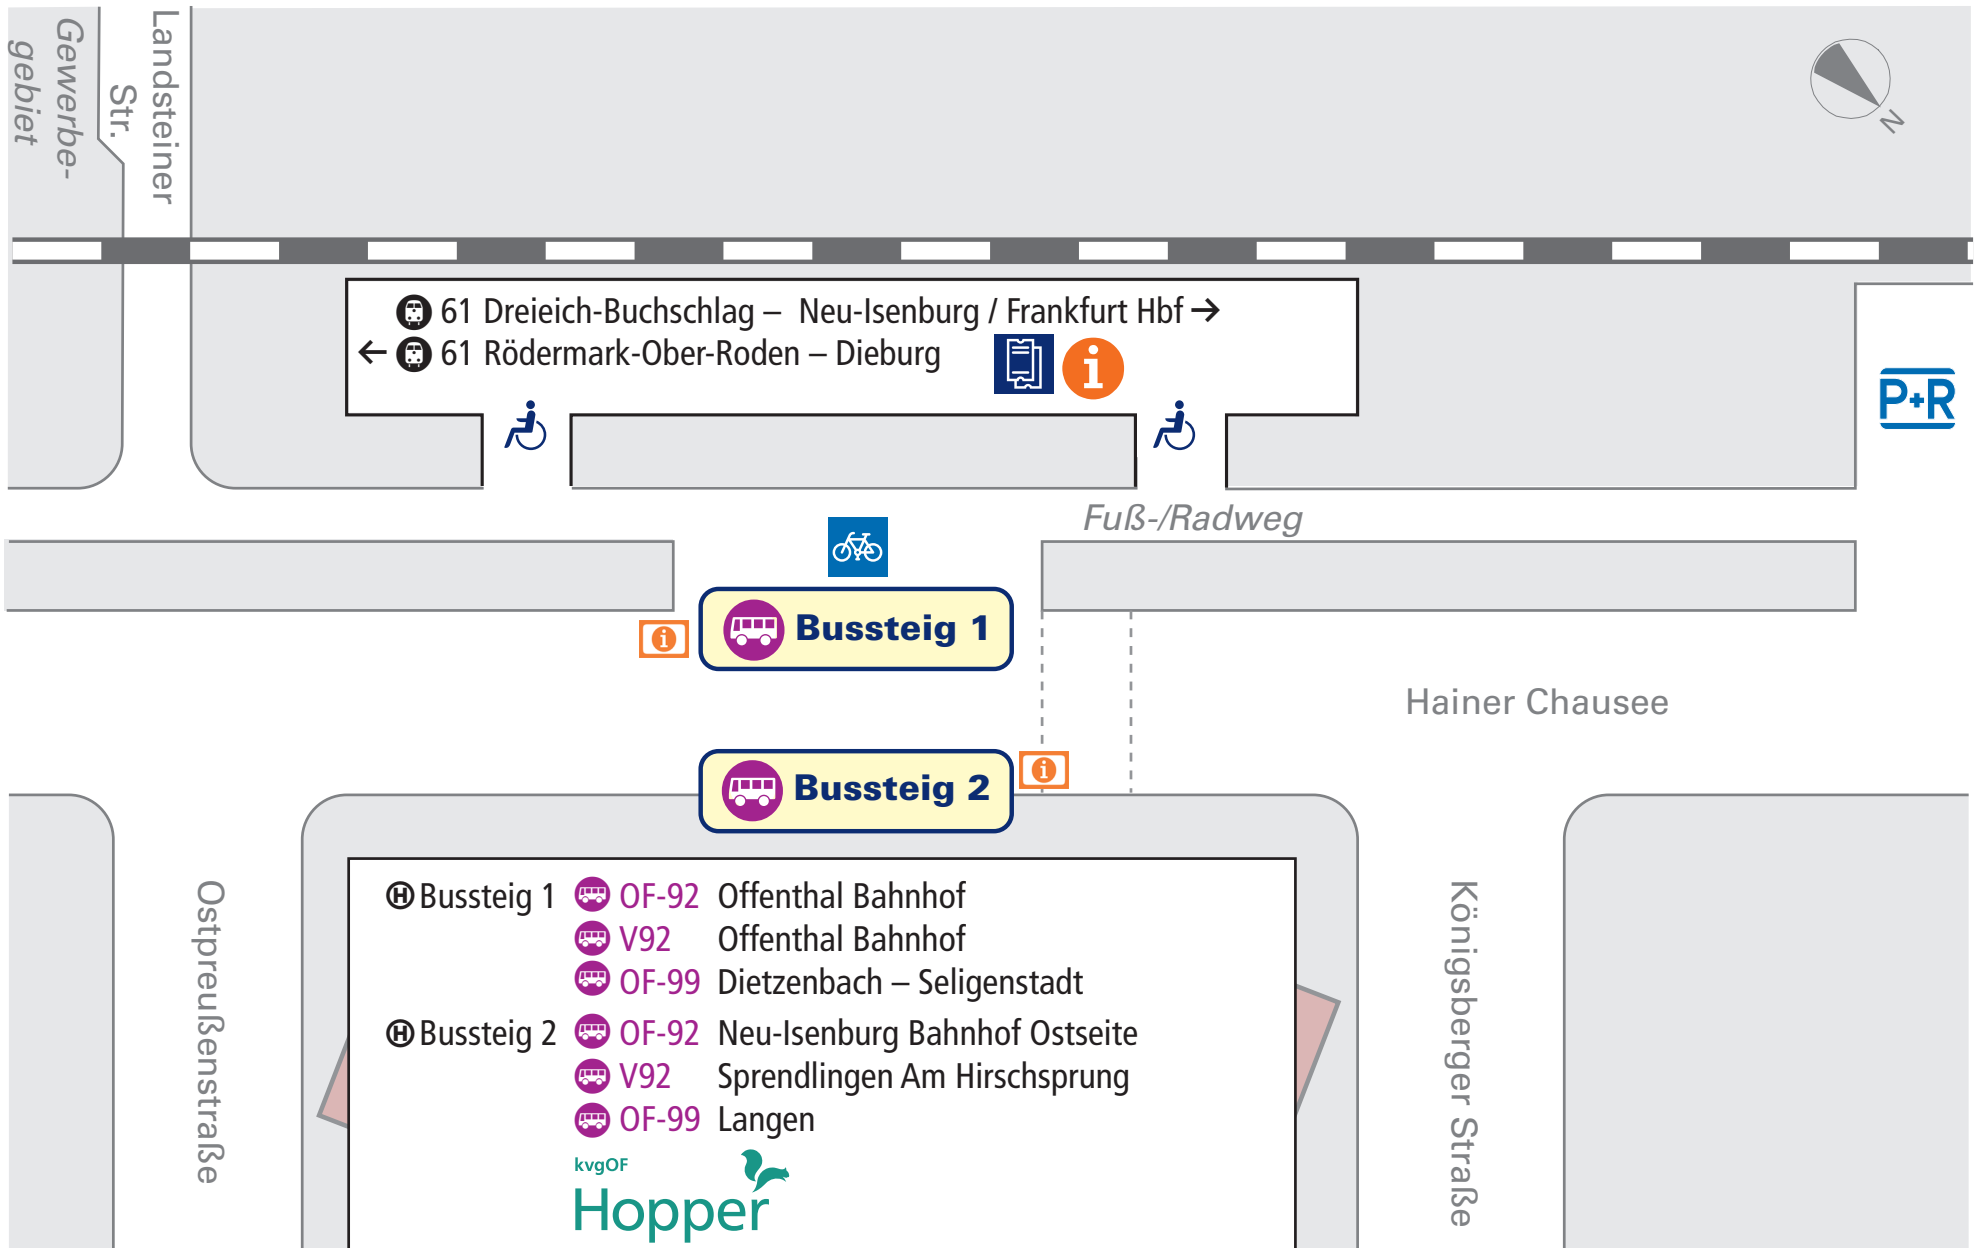 Landsteiner
Str.
Gewerbe-
gebiet
N
61 Dreieich-Buchschlag – Neu-Isenburg / Frankfurt Hbf →
← 61 Rödermark-Ober-Roden – Dieburg
i
P+R
Fuß-/Radweg
i
Bussteig 1
Hainer Chausee
Bussteig 2
i
Ostpreußenstraße
Königsberger Straße
H Bussteig 1 OF-92 Offenthal Bahnhof
V92 Offenthal Bahnhof
OF-99 Dietzenbach – Seligenstadt
H Bussteig 2 OF-92 Neu-Isenburg Bahnhof Ostseite
V92 Sprendlingen Am Hirschsprung
OF-99 Langen
kvgOF
Hopper